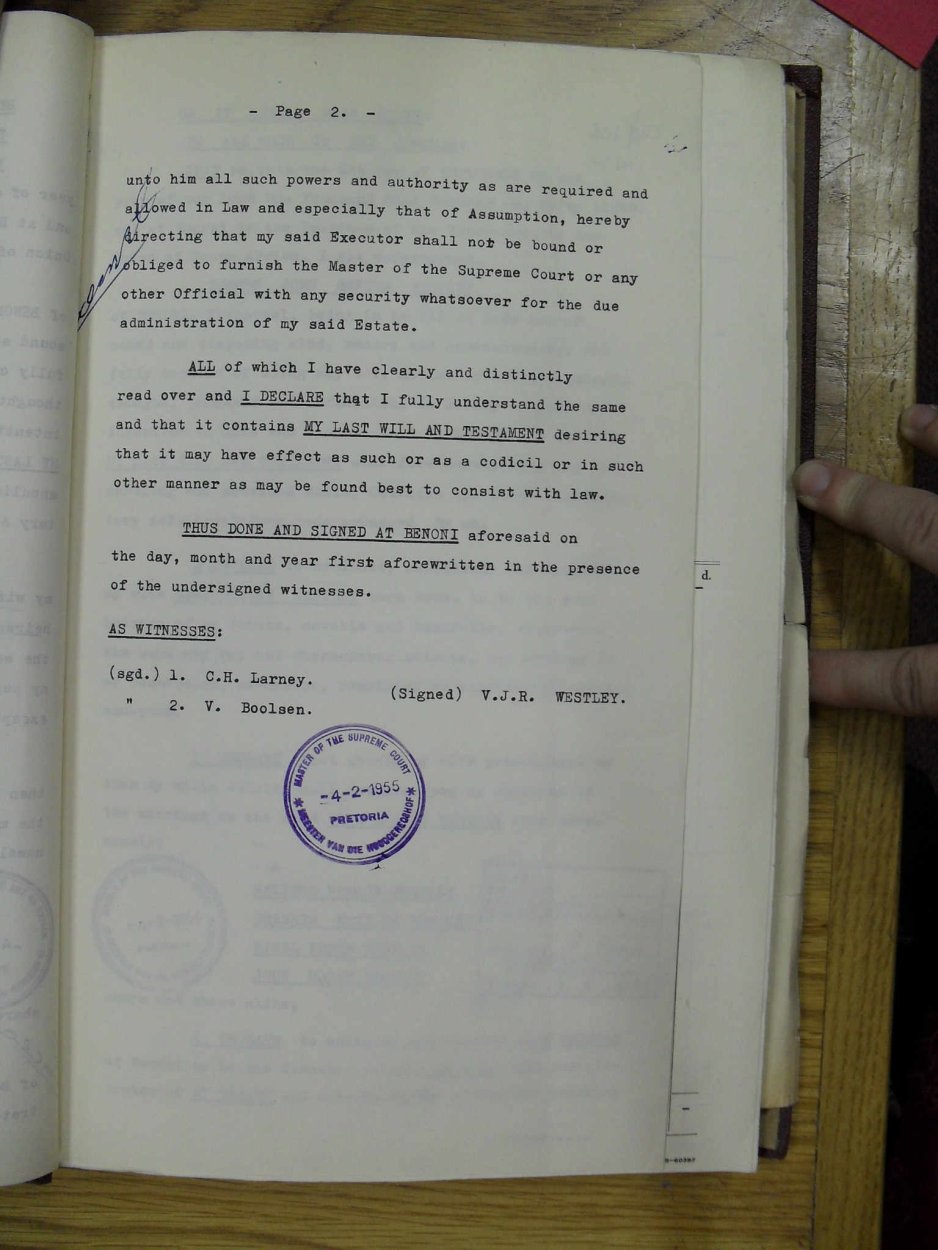 - Page 2. -
unto him all such powers and authority as are required and
allowed in Law and especially that of Assumption, hereby
directing that my said Executor shall not be bound or
obliged to furnish the Master of the Supreme Court or any
other Official with any security whatsoever for the due
administration of my said Estate.
ALL of which I have clearly and distinctly
read over and I DECLARE that I fully understand the same
and that it contains MY LAST WILL AND TESTAMENT desiring
that it may have effect as such or as a codicil or in such
other manner as may be found best to consist with law.
THUS DONE AND SIGNED AT BENONI aforesaid on
the day, month and year first aforewritten in the presence
of the undersigned witnesses.
AS WITNESSES:
(sgd.) 1. C.H. Larney.
(Signed) V.J.R. WESTLEY.
" 2. V. Boolsen.
MASTER OF THE SUPREME COURT
-4-2-1955
PRETORIA
MEESTER VAN DIE HOOGGEREGSHOF
d.